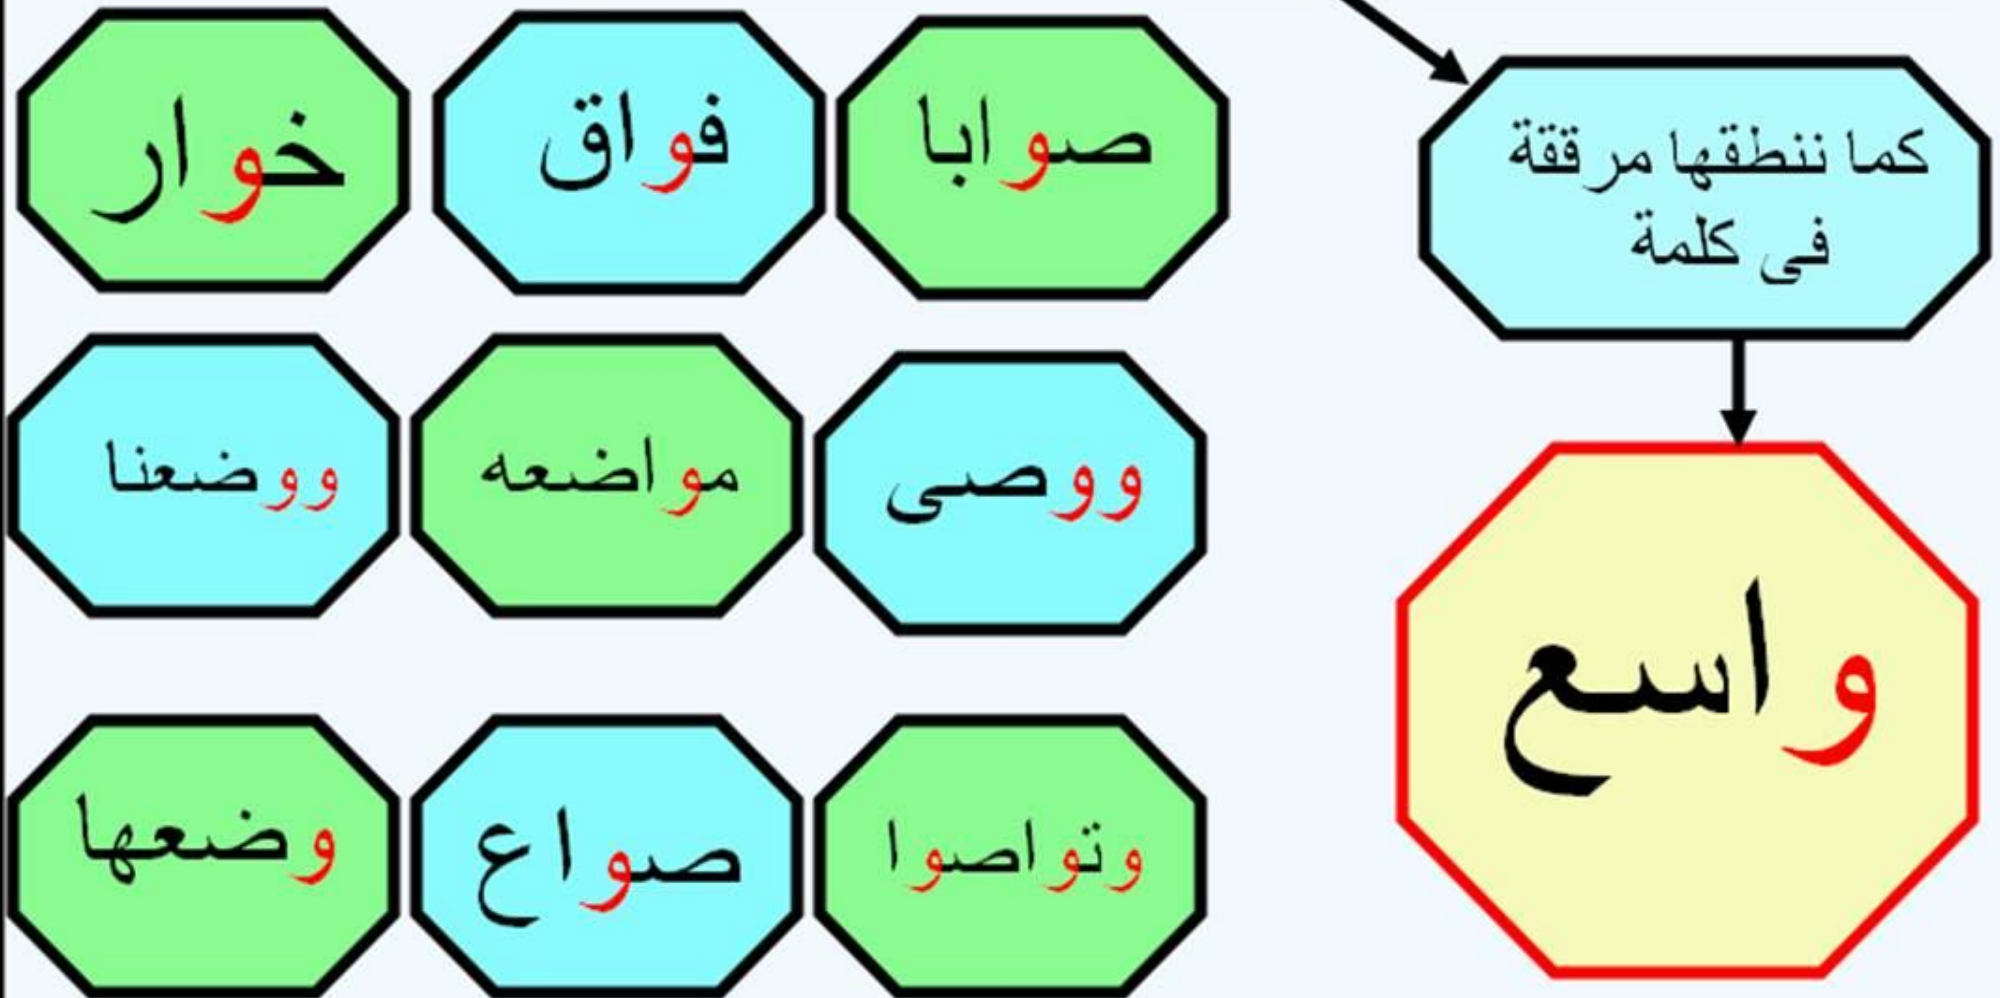 كما ننطقها مرققة
فى كلمة
واسع
صوابا
فواق
خوار
ووصى
مواضعه
ووضعنا
وتواصوا
صواع
وضعها